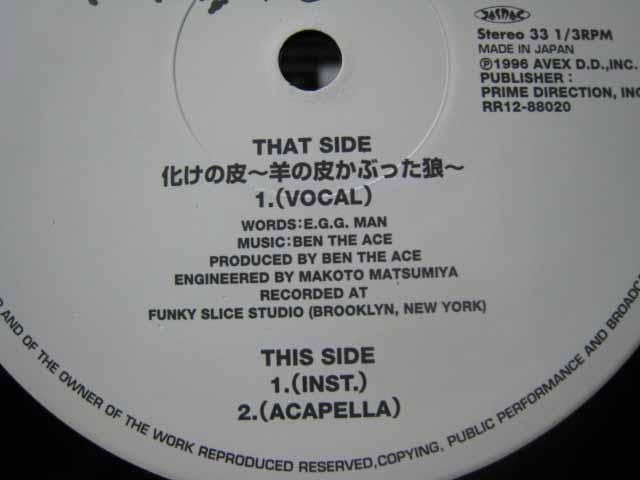 JASRAC
Stereo 33 1/3RPM
MADE IN JAPAN
℗1996 AVEX D.D.,INC.
PUBLISHER :
PRIME DIRECTION, INC
RR12-88020
THAT SIDE
化けの皮～羊の皮かぶった狼～
1.(VOCAL)
WORDS:E.G.G. MAN
MUSIC:BEN THE ACE
PRODUCED BY BEN THE ACE
ENGINEERED BY MAKOTO MATSUMIYA
RECORDED AT
FUNKY SLICE STUDIO (BROOKLYN, NEW YORK)
THIS SIDE
1.(INST.)
2.(ACAPELLA)
AND OF THE OWNER OF THE WORK REPRODUCED RESERVED,COPYING, PUBLIC PERFORMANCE AND BROADC